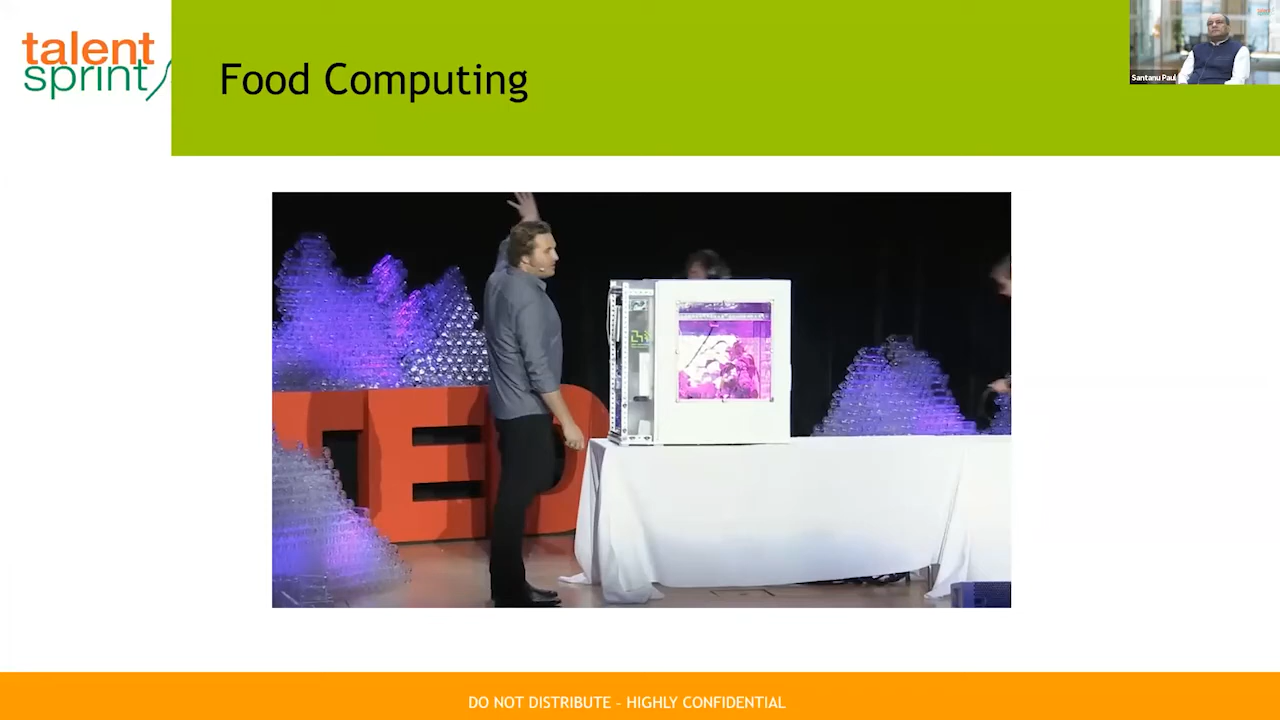 talent
sprint
Food Computing
Santanu Paul
TED
DO NOT DISTRIBUTE – HIGHLY CONFIDENTIAL